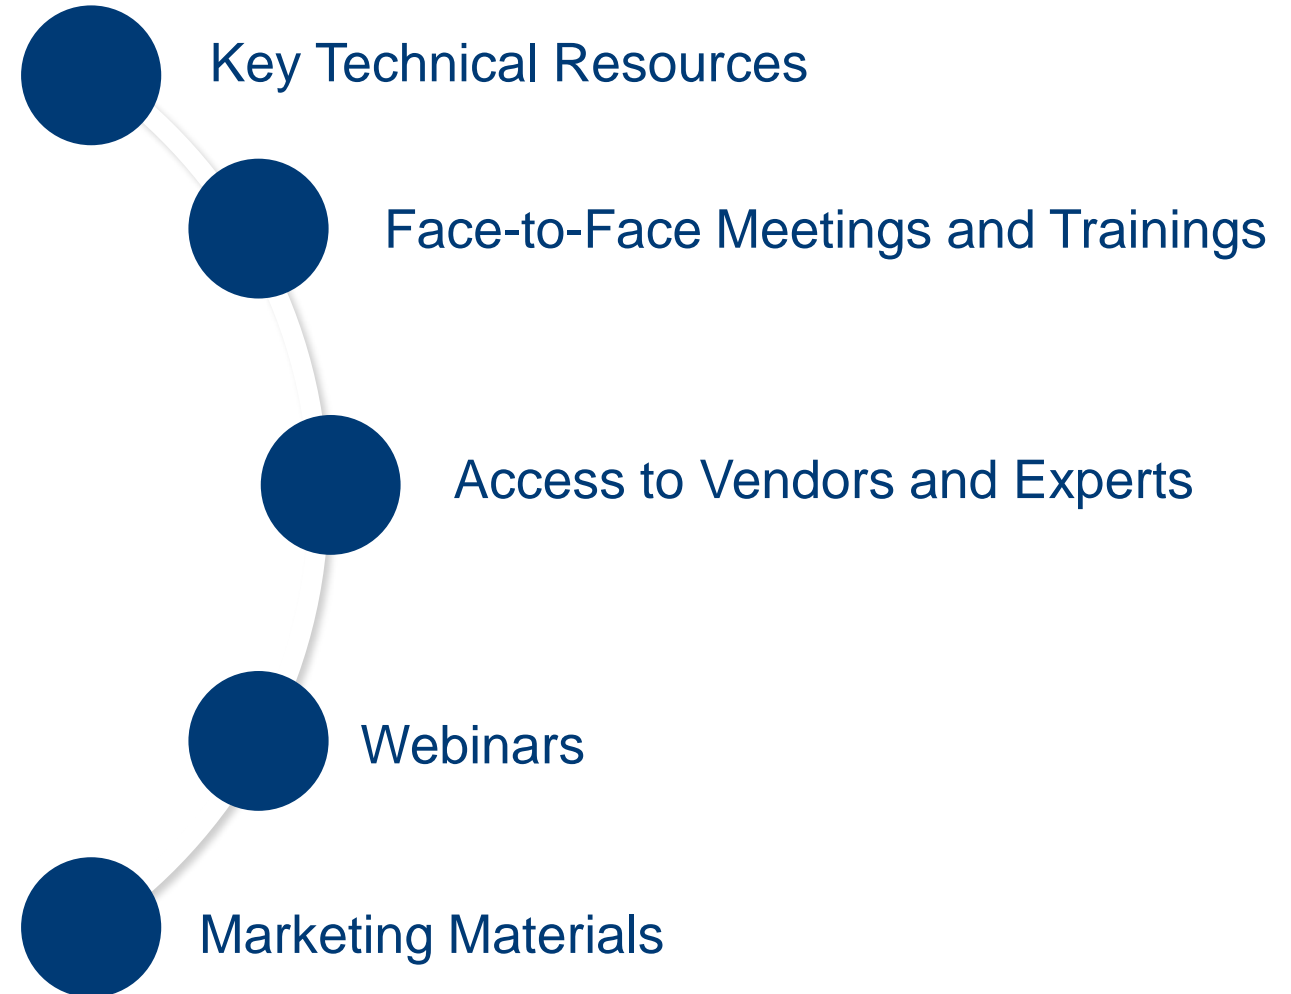 Key Technical Resources
Face-to-Face Meetings and Trainings
Access to Vendors and Experts
Webinars
Marketing Materials